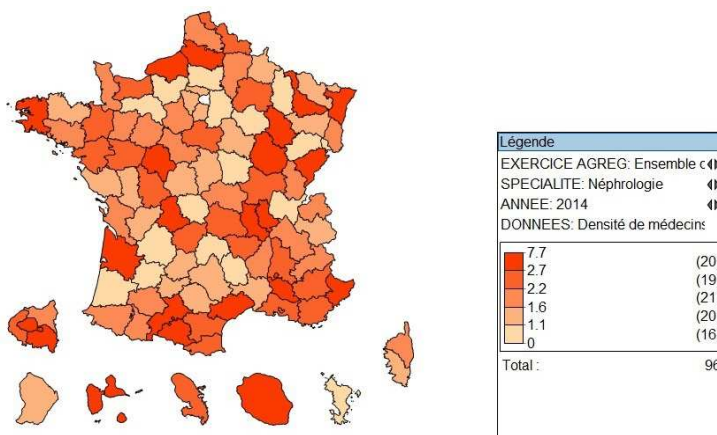 Légende
EXERCICE AGREG: Ensemble
SPECIALITE: Néphrologie
ANNEE: 2014
DONNEES: Densité de médecins
7.7
2.7 (20
2.2 (19
1.6 (21
1.1 (20
0 (16
Total : 96